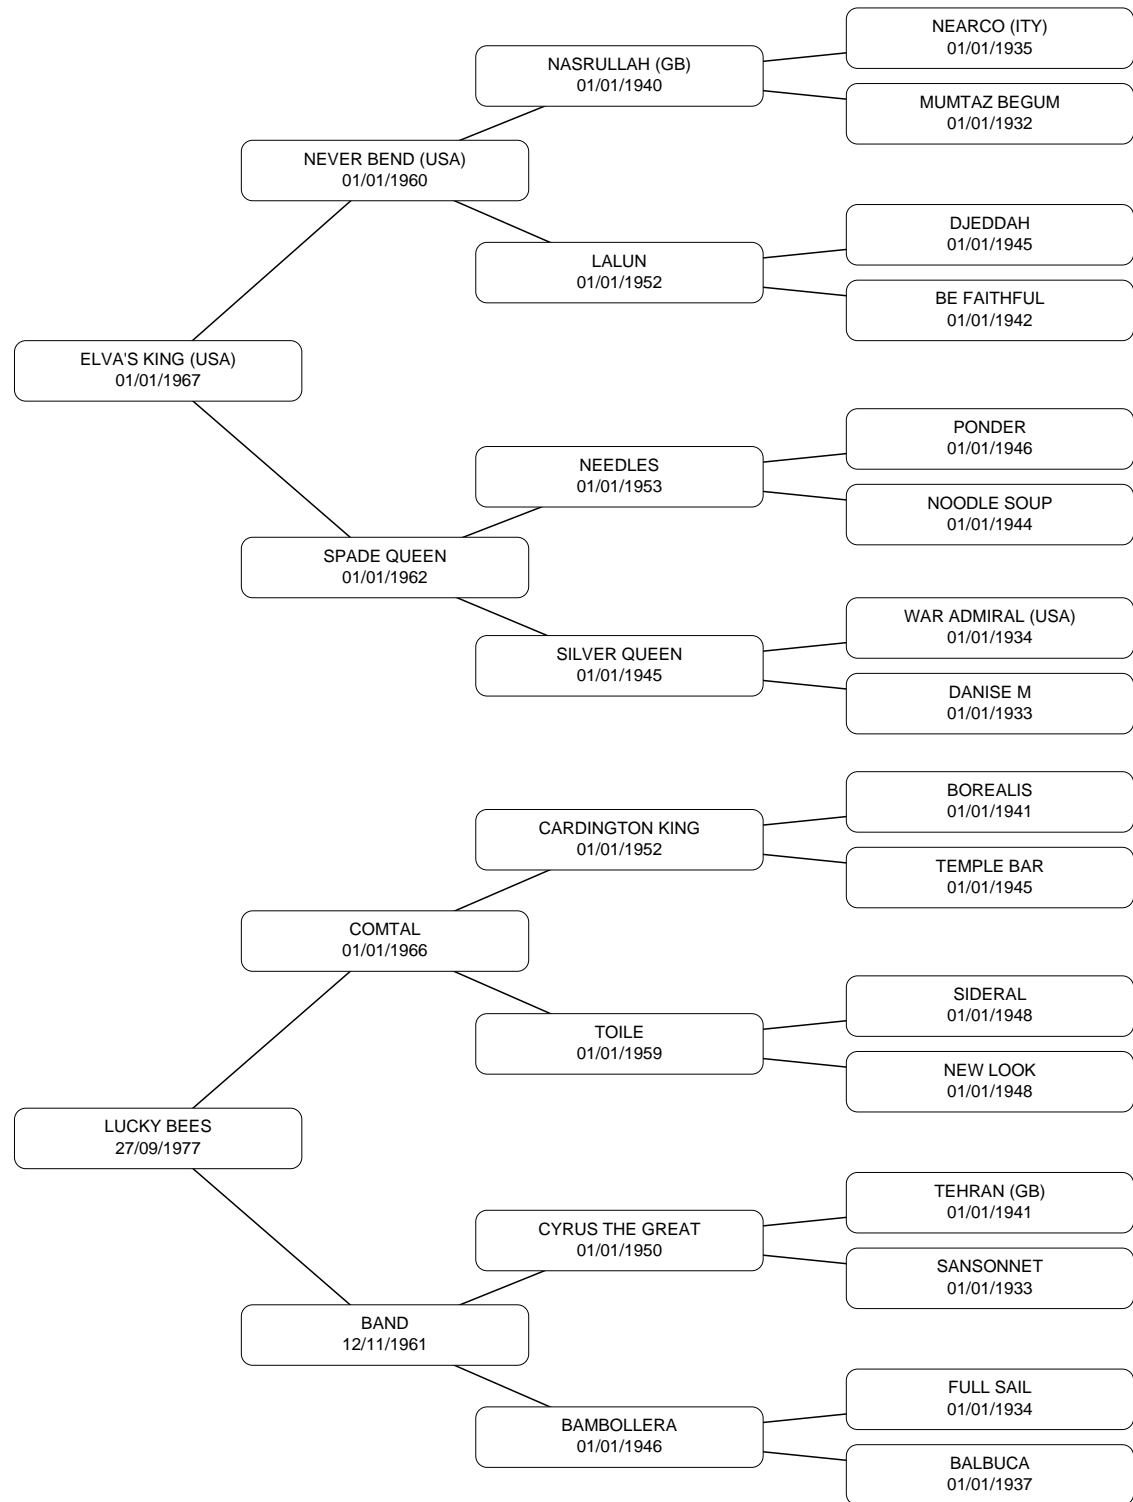 NEARCO (ITY)
01/01/1935
NASRULLAH (GB)
01/01/1940
MUMTAZ BEGUM
01/01/1932
NEVER BEND (USA)
01/01/1960
DJEDDAH
01/01/1945
LALUN
01/01/1952
BE FAITHFUL
01/01/1942
ELVA'S KING (USA)
01/01/1967
PONDER
01/01/1946
NEEDLES
01/01/1953
NOODLE SOUP
01/01/1944
SPADE QUEEN
01/01/1962
WAR ADMIRAL (USA)
01/01/1934
SILVER QUEEN
01/01/1945
DANISE M
01/01/1933
BOREALIS
01/01/1941
CARDINGTON KING
01/01/1952
TEMPLE BAR
01/01/1945
COMTAL
01/01/1966
SIDERAL
01/01/1948
TOILE
01/01/1959
NEW LOOK
01/01/1948
LUCKY BEES
27/09/1977
TEHRAN (GB)
01/01/1941
CYRUS THE GREAT
01/01/1950
SANSONNET
01/01/1933
BAND
12/11/1961
FULL SAIL
01/01/1934
BAMBOLLERA
01/01/1946
BALBUCA
01/01/1937